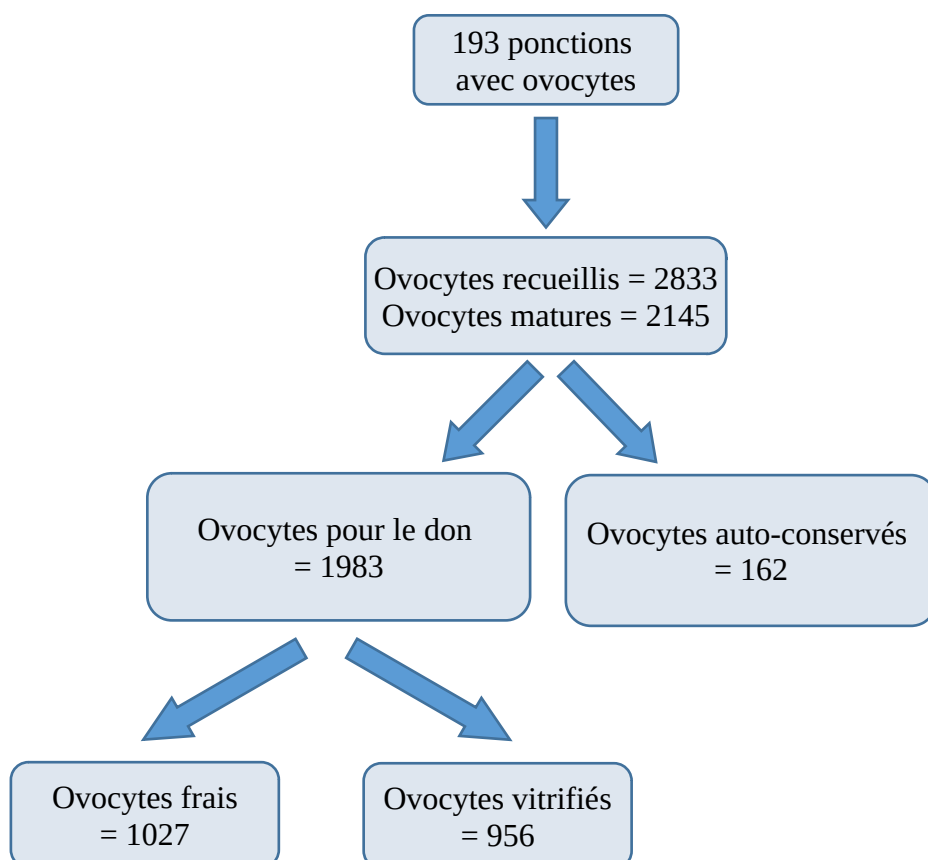 193 ponctions
avec ovocytes
Ovocytes recueillis = 2833
Ovocytes matures = 2145
Ovocytes pour le don
= 1983
Ovocytes auto-conservés
= 162
Ovocytes frais
= 1027
Ovocytes vitrifiés
= 956